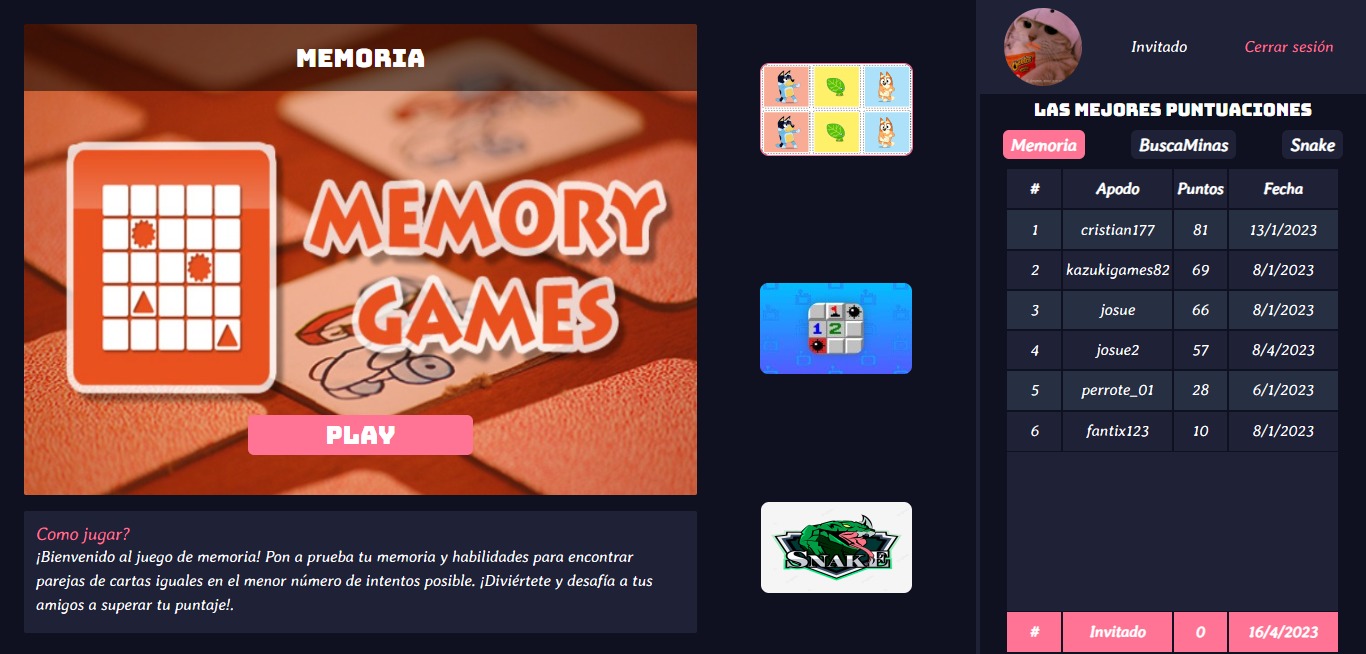 MEMORIA
MEMORY
GAMES
PLAY
Como jugar?
¡Bienvenido al juego de memoria! Pon a prueba tu memoria y habilidades para encontrar
parejas de cartas iguales en el menor número de intentos posible. ¡Diviértete y desafía a tus
amigos a superar tu puntaje!.
1
1 2
SNAKE
Invitado Cerrar sesión
LAS MEJORES PUNTUACIONES
Memoria BuscaMinas Snake
# Apodo Puntos Fecha
1 cristian177 81 13/1/2023
2 kazukigames82 69 8/1/2023
3 josue 66 8/1/2023
4 josue2 57 8/4/2023
5 perrote_01 28 6/1/2023
6 fantix123 10 8/1/2023
# Invitado 0 16/4/2023